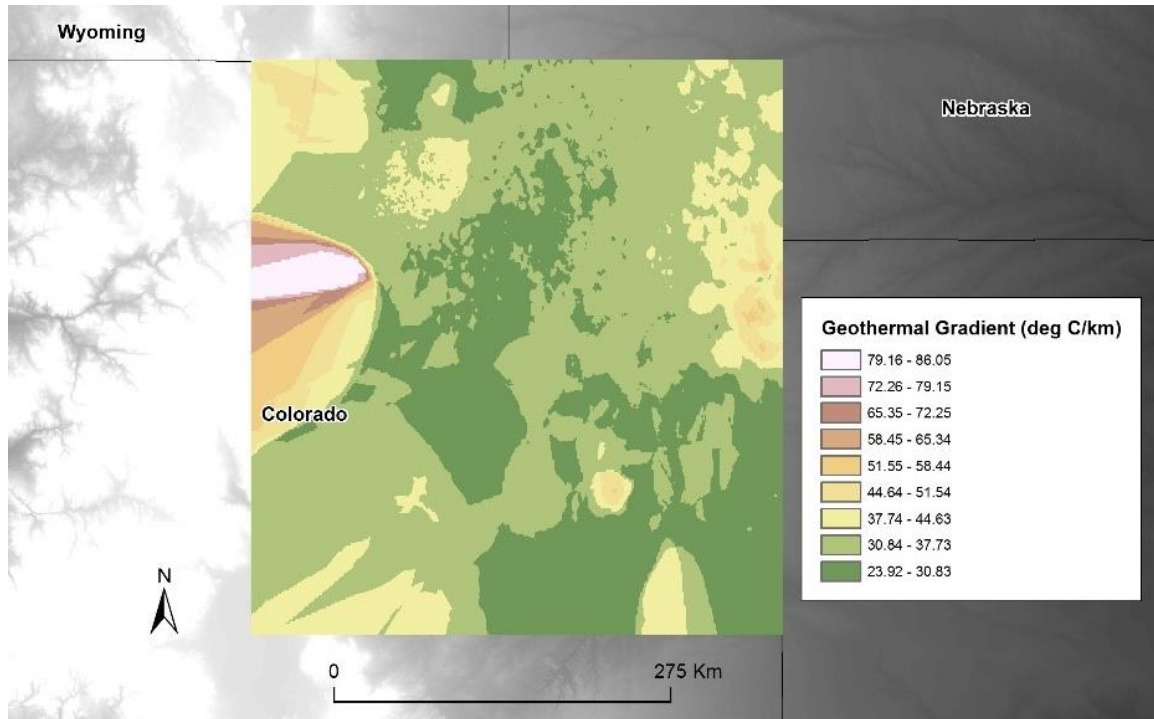 Wyoming
Nebraska
Geothermal Gradient (deg C/km)
79.16 - 86.05
72.26 - 79.15
65.35 - 72.25
58.45 - 65.34
51.55 - 58.44
44.64 - 51.54
37.74 - 44.63
30.84 - 37.73
23.92 - 30.83
Colorado
N
0 275 Km